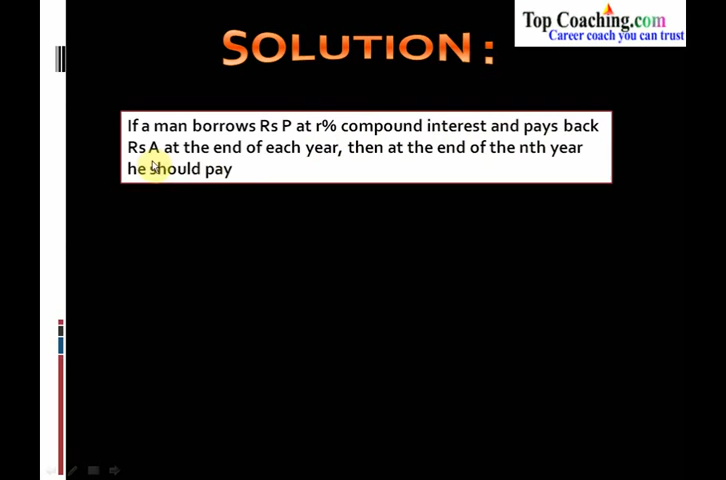 Top Coaching.com
Career coach you can trust
SOLUTION :
If a man borrows Rs P at r% compound interest and pays back
Rs A at the end of each year, then at the end of the nth year
he should pay